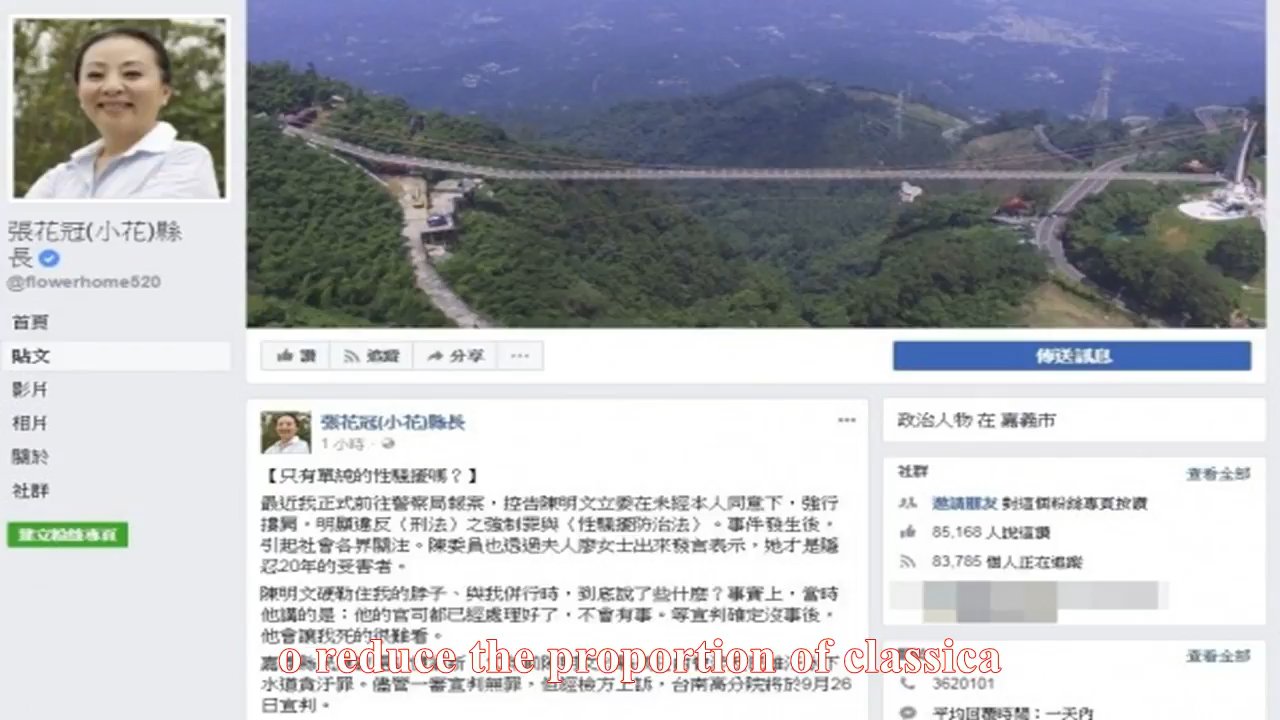 張花冠(小花)縣
長
@flowerhome520
首頁
貼文
影片
相片
關於
社群
建立粉絲專頁
讚
追蹤
分享
傳送訊息
張花冠(小花)縣長
1 小時
【只有單純的性騷擾嗎？】
最近我正式前往警察局報案，控告陳明文立委在未經本人同意下，強行
摟肩，明顯違反〈刑法〉之強制罪與〈性騷擾防治法〉。事件發生後，
引起社會各界關注。陳委員也透過夫人廖女士出來發言表示，她才是隱
忍20年的受害者。
陳明文硬勒住我的脖子、與我併行時，到底說了些什麼？事實上，當時
他講的是：他的官司都已經處理好了，不會有事。等宣判確定沒事後，
他會讓我死的很難看。
水道貪汙罪。儘管一審宣判無罪，但經檢方上訴，台南高分院將於9月26
日宣判。
政治人物 在 嘉義市
社群
查看全部
邀請朋友 對這個粉絲專頁按讚
85,168 人說這讚
83,785 個人正在追蹤
查看全部
3620101
平均回覆時間：一天內
o reduce the proportion of classica